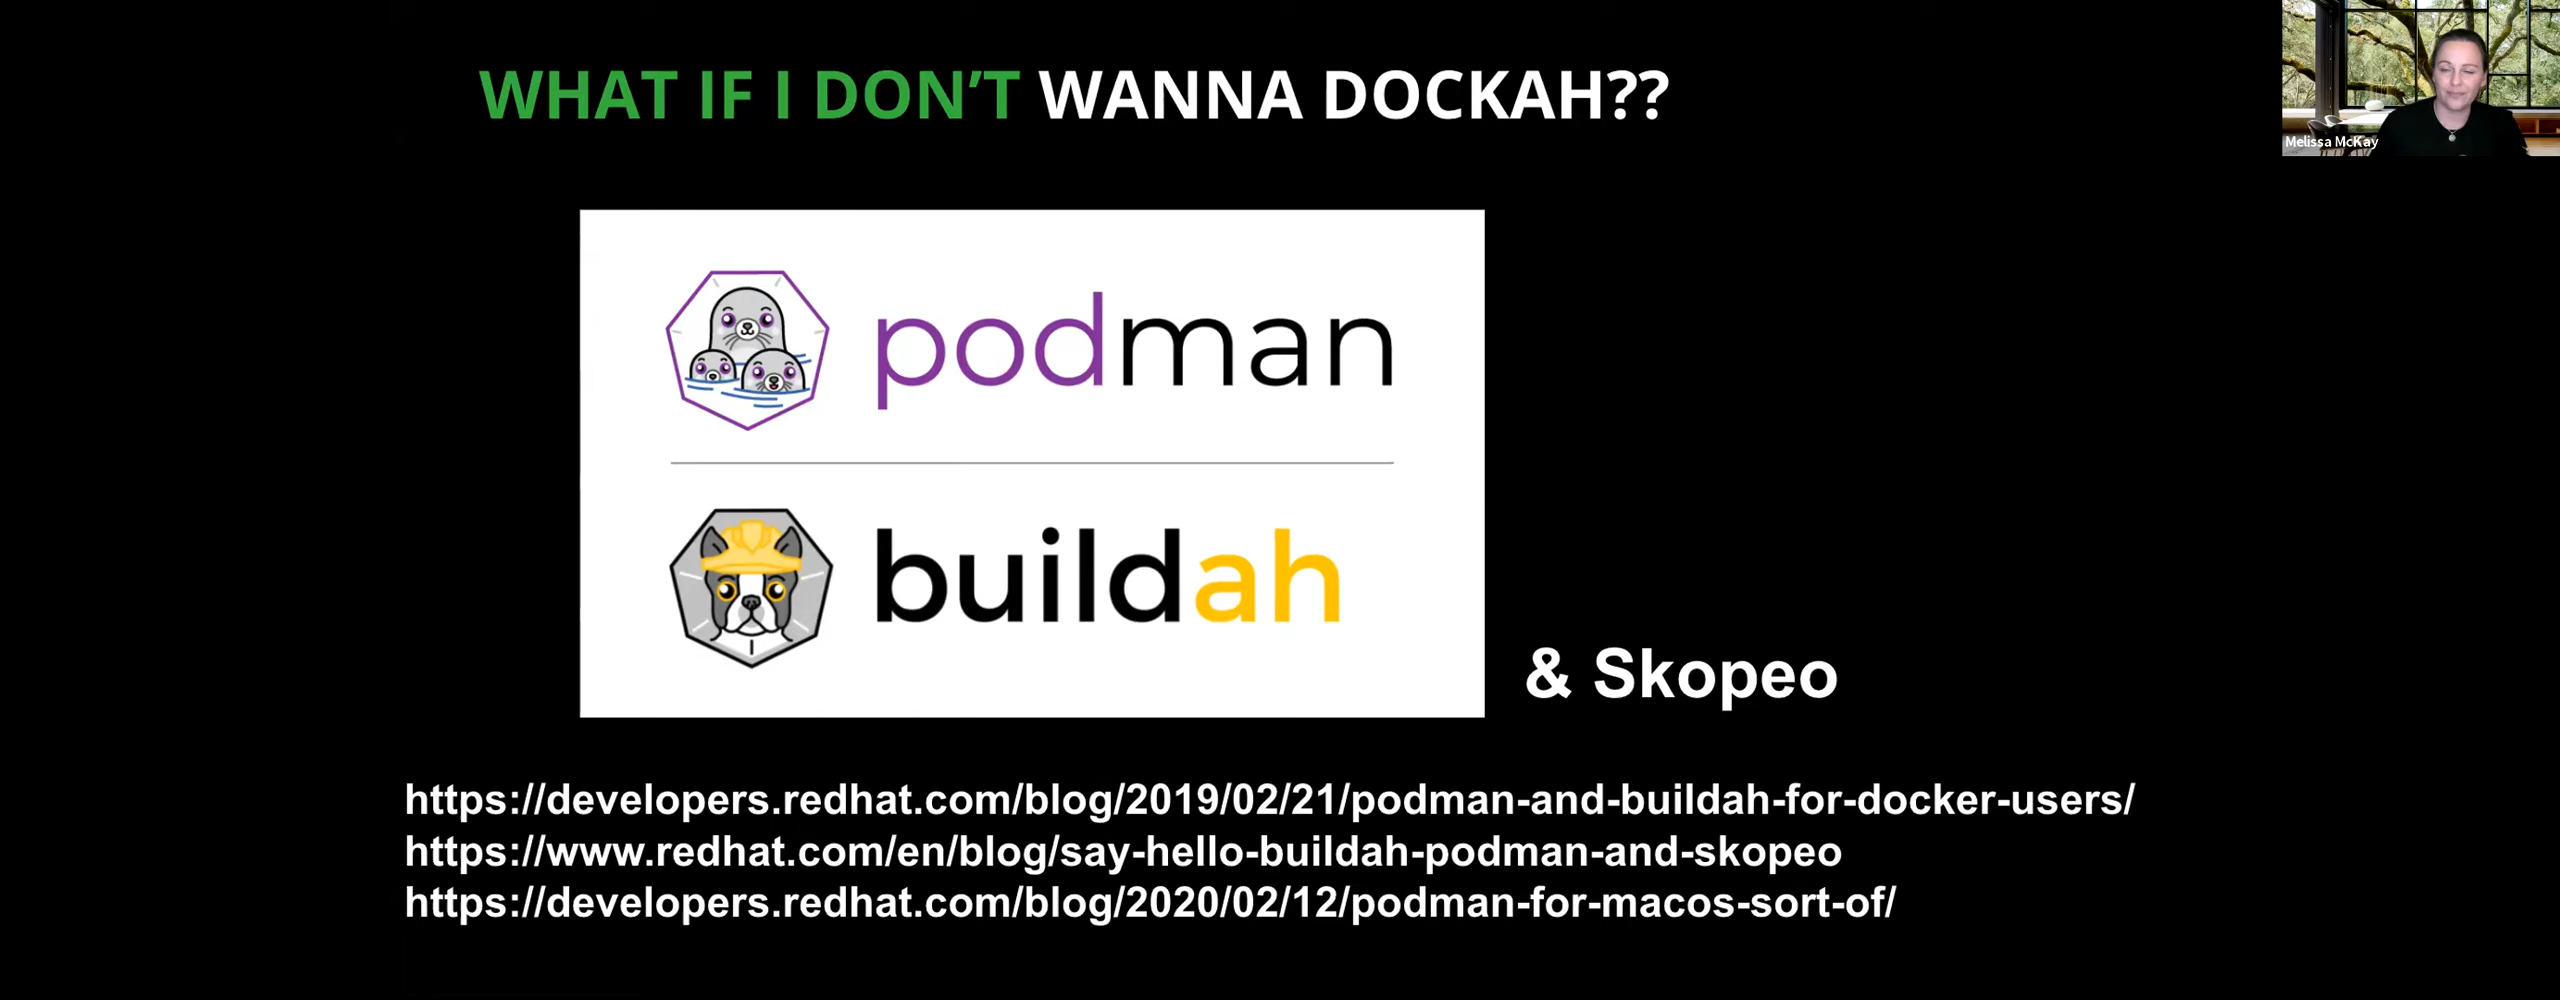 WHAT IF I DON'T WANNA DOCKAH??
Melissa McKay
podman
buildah
& Skopeo
https://developers.redhat.com/blog/2019/02/21/podman-and-buildah-for-docker-users/
https://www.redhat.com/en/blog/say-hello-buildah-podman-and-skopeo
https://developers.redhat.com/blog/2020/02/12/podman-for-macos-sort-of/